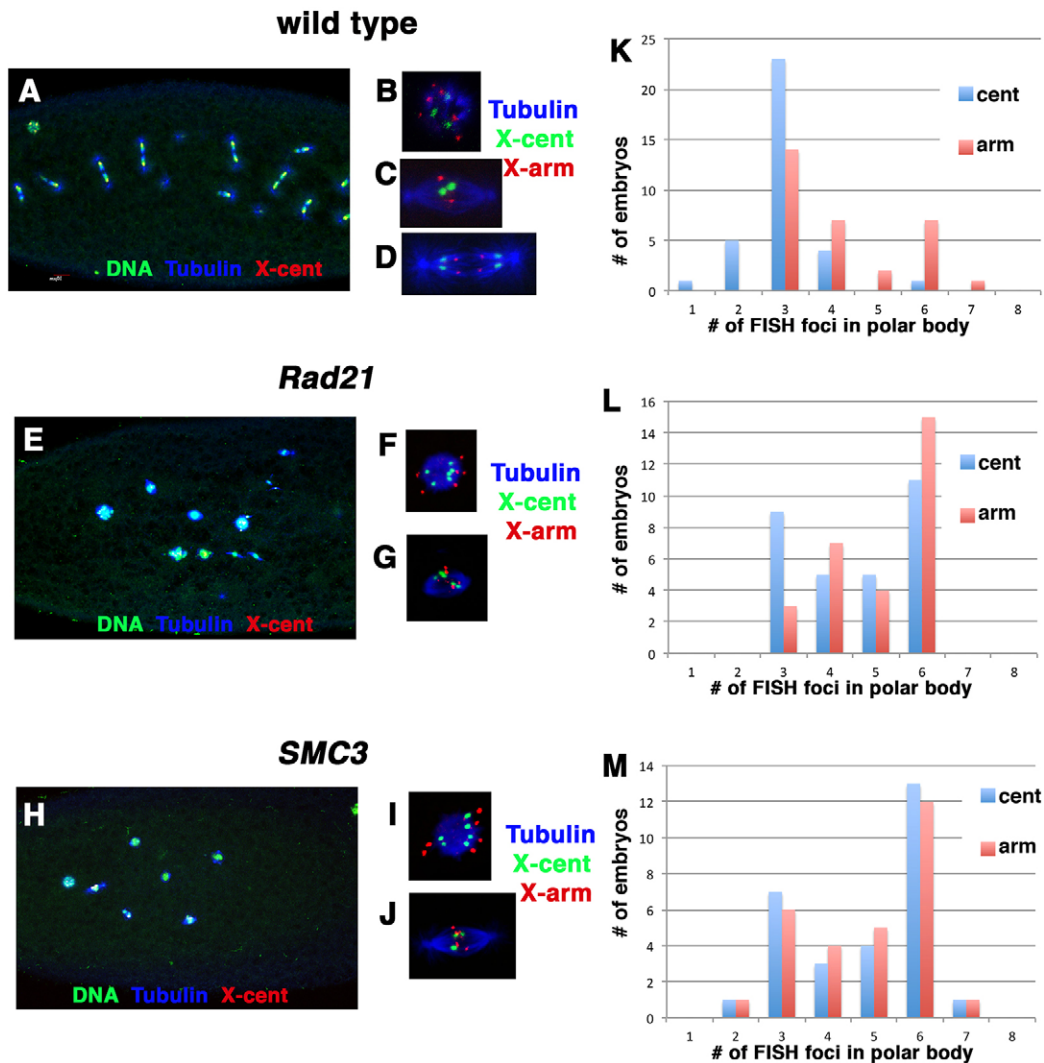 wild type
A
DNA Tubulin X-cent
B
Tubulin
X-cent
X-arm
C
D
K
# of embryos
25
20
15
10
5
0
1 2 3 4 5 6 7 8
# of FISH foci in polar body
cent
arm
Rad21
E
DNA Tubulin X-cent
F
Tubulin
X-cent
X-arm
G
L
# of embryos
16
14
12
10
8
6
4
2
0
1 2 3 4 5 6 7 8
# of FISH foci in polar body
cent
arm
SMC3
H
DNA Tubulin X-cent
I
Tubulin
X-cent
X-arm
J
M
# of embryos
14
12
10
8
6
4
2
0
1 2 3 4 5 6 7 8
# of FISH foci in polar body
cent
arm